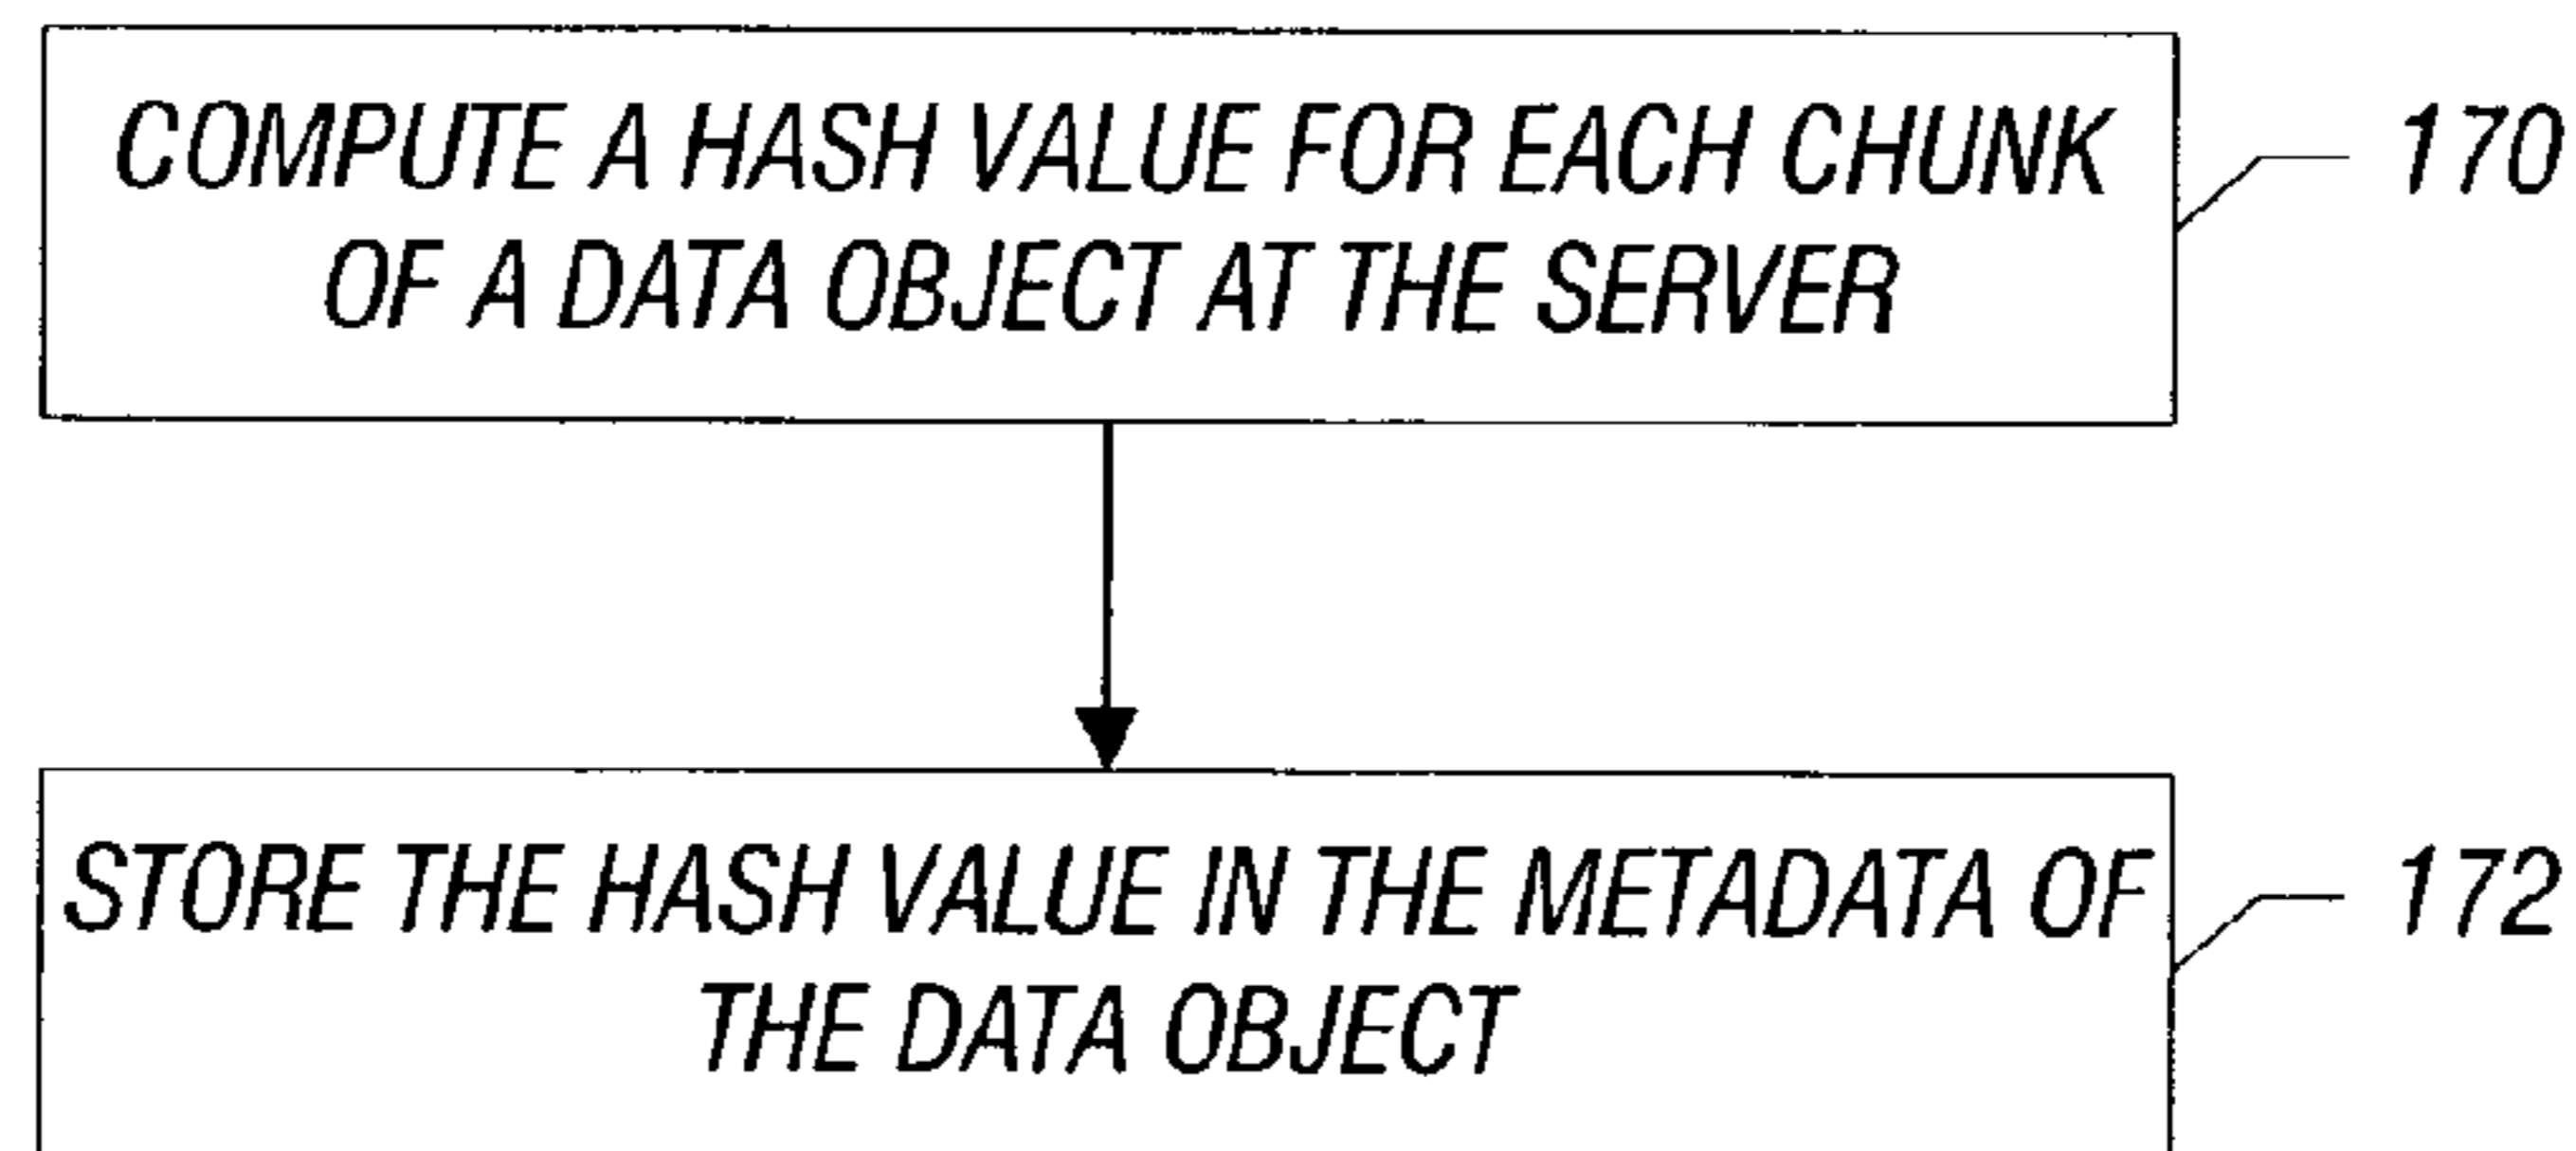 COMPUTE A HASH VALUE FOR EACH CHUNK
OF A DATA OBJECT AT THE SERVER
170
STORE THE HASH VALUE IN THE METADATA OF
THE DATA OBJECT
172